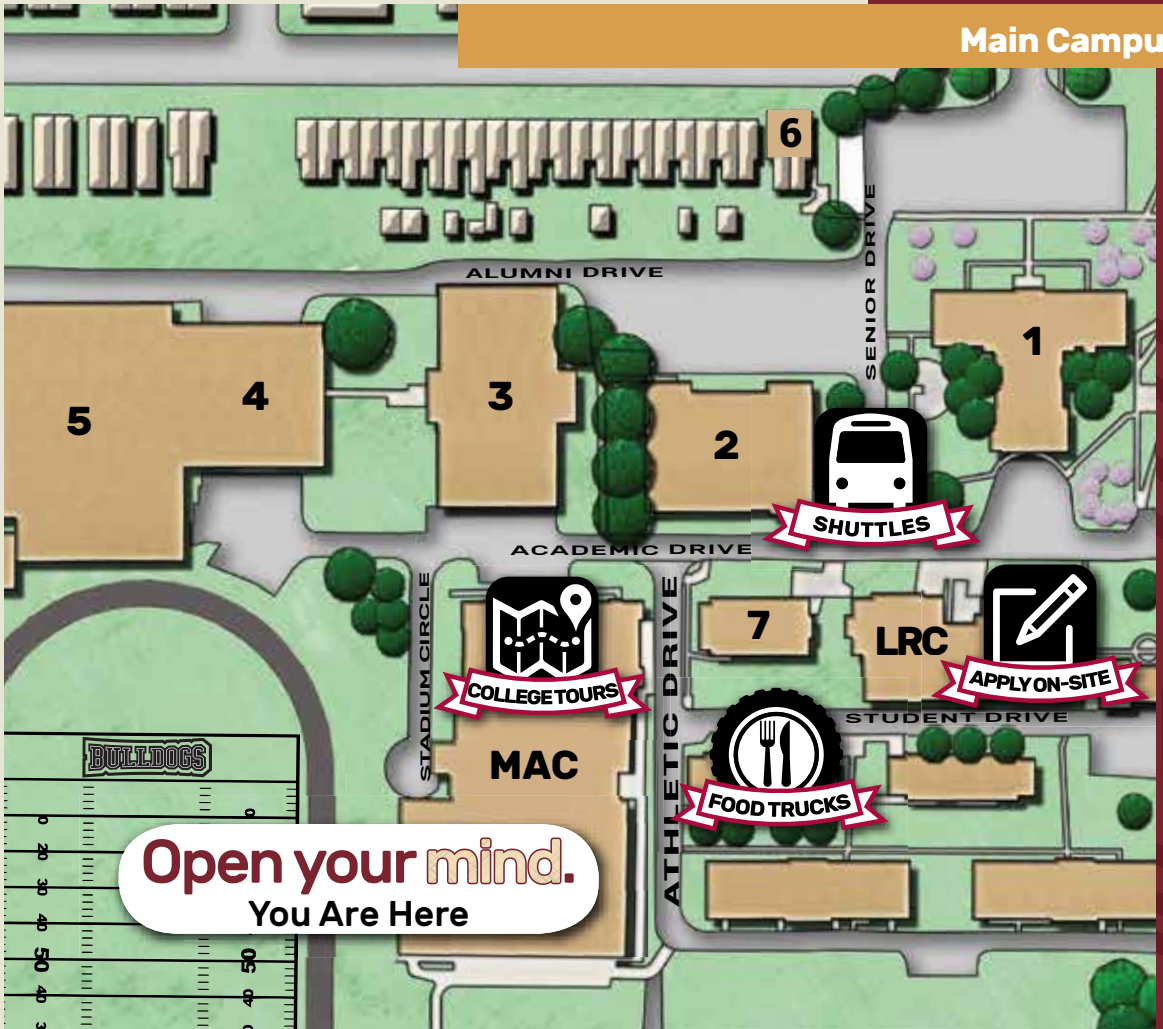 Main Campu
6
ALUMNI DRIVE
SENIOR DRIVE
1
3
4
5
2
SHUTTLES
ACADEMIC DRIVE
STADIUM CIRCLE
ATHLETIC DRIVE
7
LRC
COLLEGE TOURS
APPLY ON-SITE
STUDENT DRIVE
BULLDOGS
MAC
FOOD TRUCKS
Open your mind.
You Are Here
0 0
20
30
40
50 50
40 40